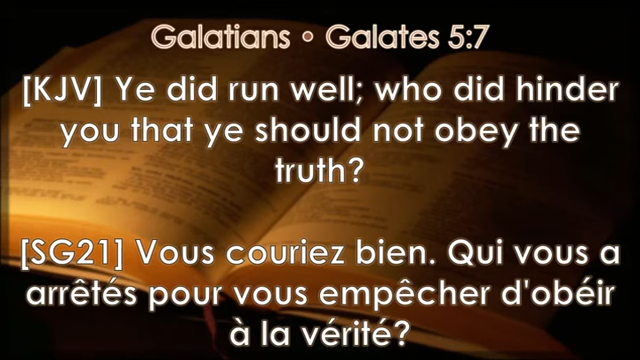 Galatians • Galates 5:7
[KJV] Ye did run well; who did hinder
you that ye should not obey the
truth?
[SG21] Vous couriez bien. Qui vous a
arrêtés pour vous empêcher d'obéir
à la vérité?